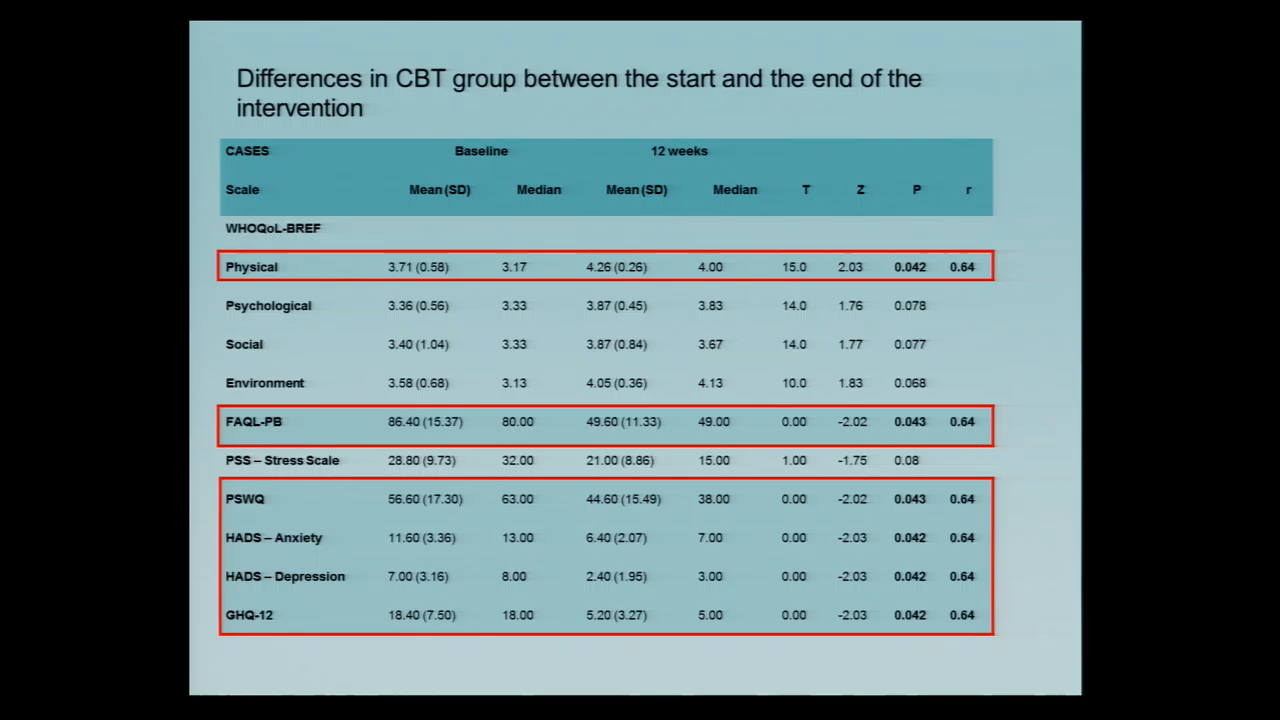 Differences in CBT group between the start and the end of the
intervention
CASES Baseline 12 weeks
Scale Mean (SD) Median Mean (SD) Median T Z P r
WHOQoL-BREF
Physical 3.71 (0.58) 3.17 4.26 (0.26) 4.00 15.0 2.03 0.042 0.64
Psychological 3.36 (0.56) 3.33 3.87 (0.45) 3.83 14.0 1.76 0.078
Social 3.40 (1.04) 3.33 3.87 (0.84) 3.67 14.0 1.77 0.077
Environment 3.58 (0.68) 3.13 4.05 (0.36) 4.13 10.0 1.83 0.068
FAQL-PB 86.40 (15.37) 80.00 49.60 (11.33) 49.00 0.00 -2.02 0.043 0.64
PSS – Stress Scale 28.80 (9.73) 32.00 21.00 (8.86) 15.00 1.00 -1.75 0.08
PSWQ 56.60 (17.30) 63.00 44.60 (15.49) 38.00 0.00 -2.02 0.043 0.64
HADS – Anxiety 11.60 (3.36) 13.00 6.40 (2.07) 7.00 0.00 -2.03 0.042 0.64
HADS – Depression 7.00 (3.16) 8.00 2.40 (1.95) 3.00 0.00 -2.03 0.042 0.64
GHQ-12 18.40 (7.50) 18.00 5.20 (3.27) 5.00 0.00 -2.03 0.042 0.64